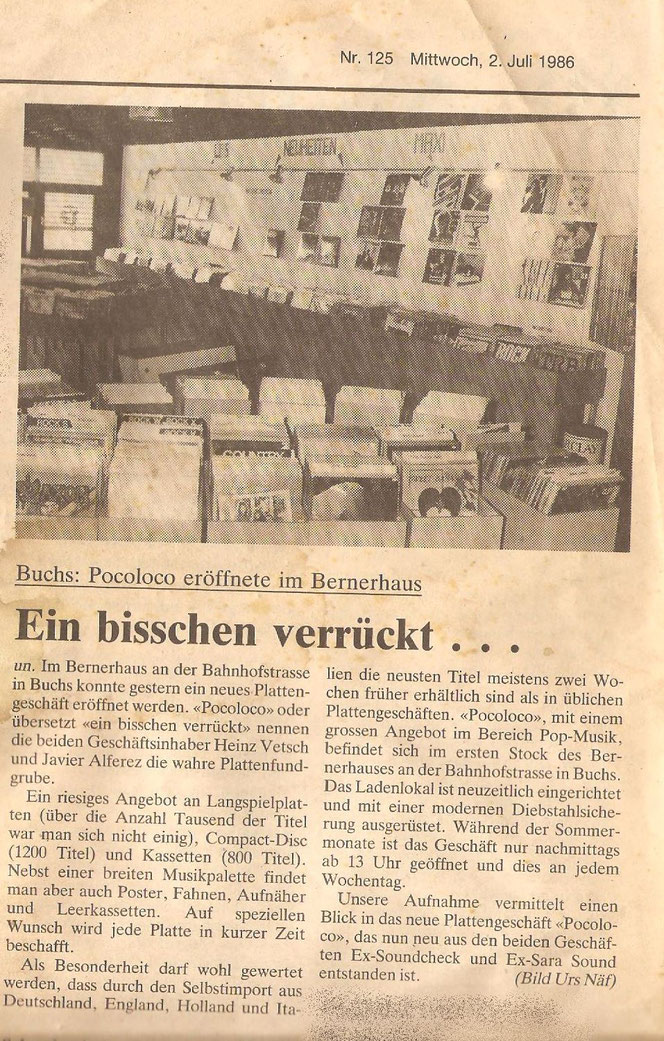 Nr. 125 Mittwoch, 2. Juli 1986
LP'S NEUHEITEN MAXI
ROCK
ROCK S
COUNTRY
Buchs: Pocoloco eröffnete im Bernerhaus
Ein bisschen verrückt . . .
un. Im Bernerhaus an der Bahnhofstrasse
in Buchs konnte gestern ein neues Platten-
geschäft eröffnet werden. «Pocoloco» oder
übersetzt «ein bisschen verrückt» nennen
die beiden Geschäftsinhaber Heinz Vetsch
und Javier Alferez die wahre Plattenfund-
grube.
Ein riesiges Angebot an Langspielplat-
ten (über die Anzahl Tausend der Titel
war man sich nicht einig), Compact-Disc
(1200 Titel) und Kassetten (800 Titel).
Nebst einer breiten Musikpalette findet
man aber auch Poster, Fahnen, Aufnäher
und Leerkassetten. Auf speziellen
Wunsch wird jede Platte in kurzer Zeit
beschafft.
Als Besonderheit darf wohl gewertet
werden, dass durch den Selbstimport aus
Deutschland, England, Holland und Ita-
lien die neusten Titel meistens zwei Wo-
chen früher erhältlich sind als in üblichen
Plattengeschäften. «Pocoloco», mit einem
grossen Angebot im Bereich Pop-Musik,
befindet sich im ersten Stock des Ber-
nerhauses an der Bahnhofstrasse in Buchs.
Das Ladenlokal ist neuzeitlich eingerichtet
und mit einer modernen Diebstahlsiche-
rung ausgerüstet. Während der Sommer-
monate ist das Geschäft nur nachmittags
ab 13 Uhr geöffnet und dies an jedem
Wochentag.
Unsere Aufnahme vermittelt einen
Blick in das neue Plattengeschäft «Pocolo-
co», das nun neu aus den beiden Geschäf-
ten Ex-Soundcheck und Ex-Sara Sound
entstanden ist. (Bild Urs Näf)